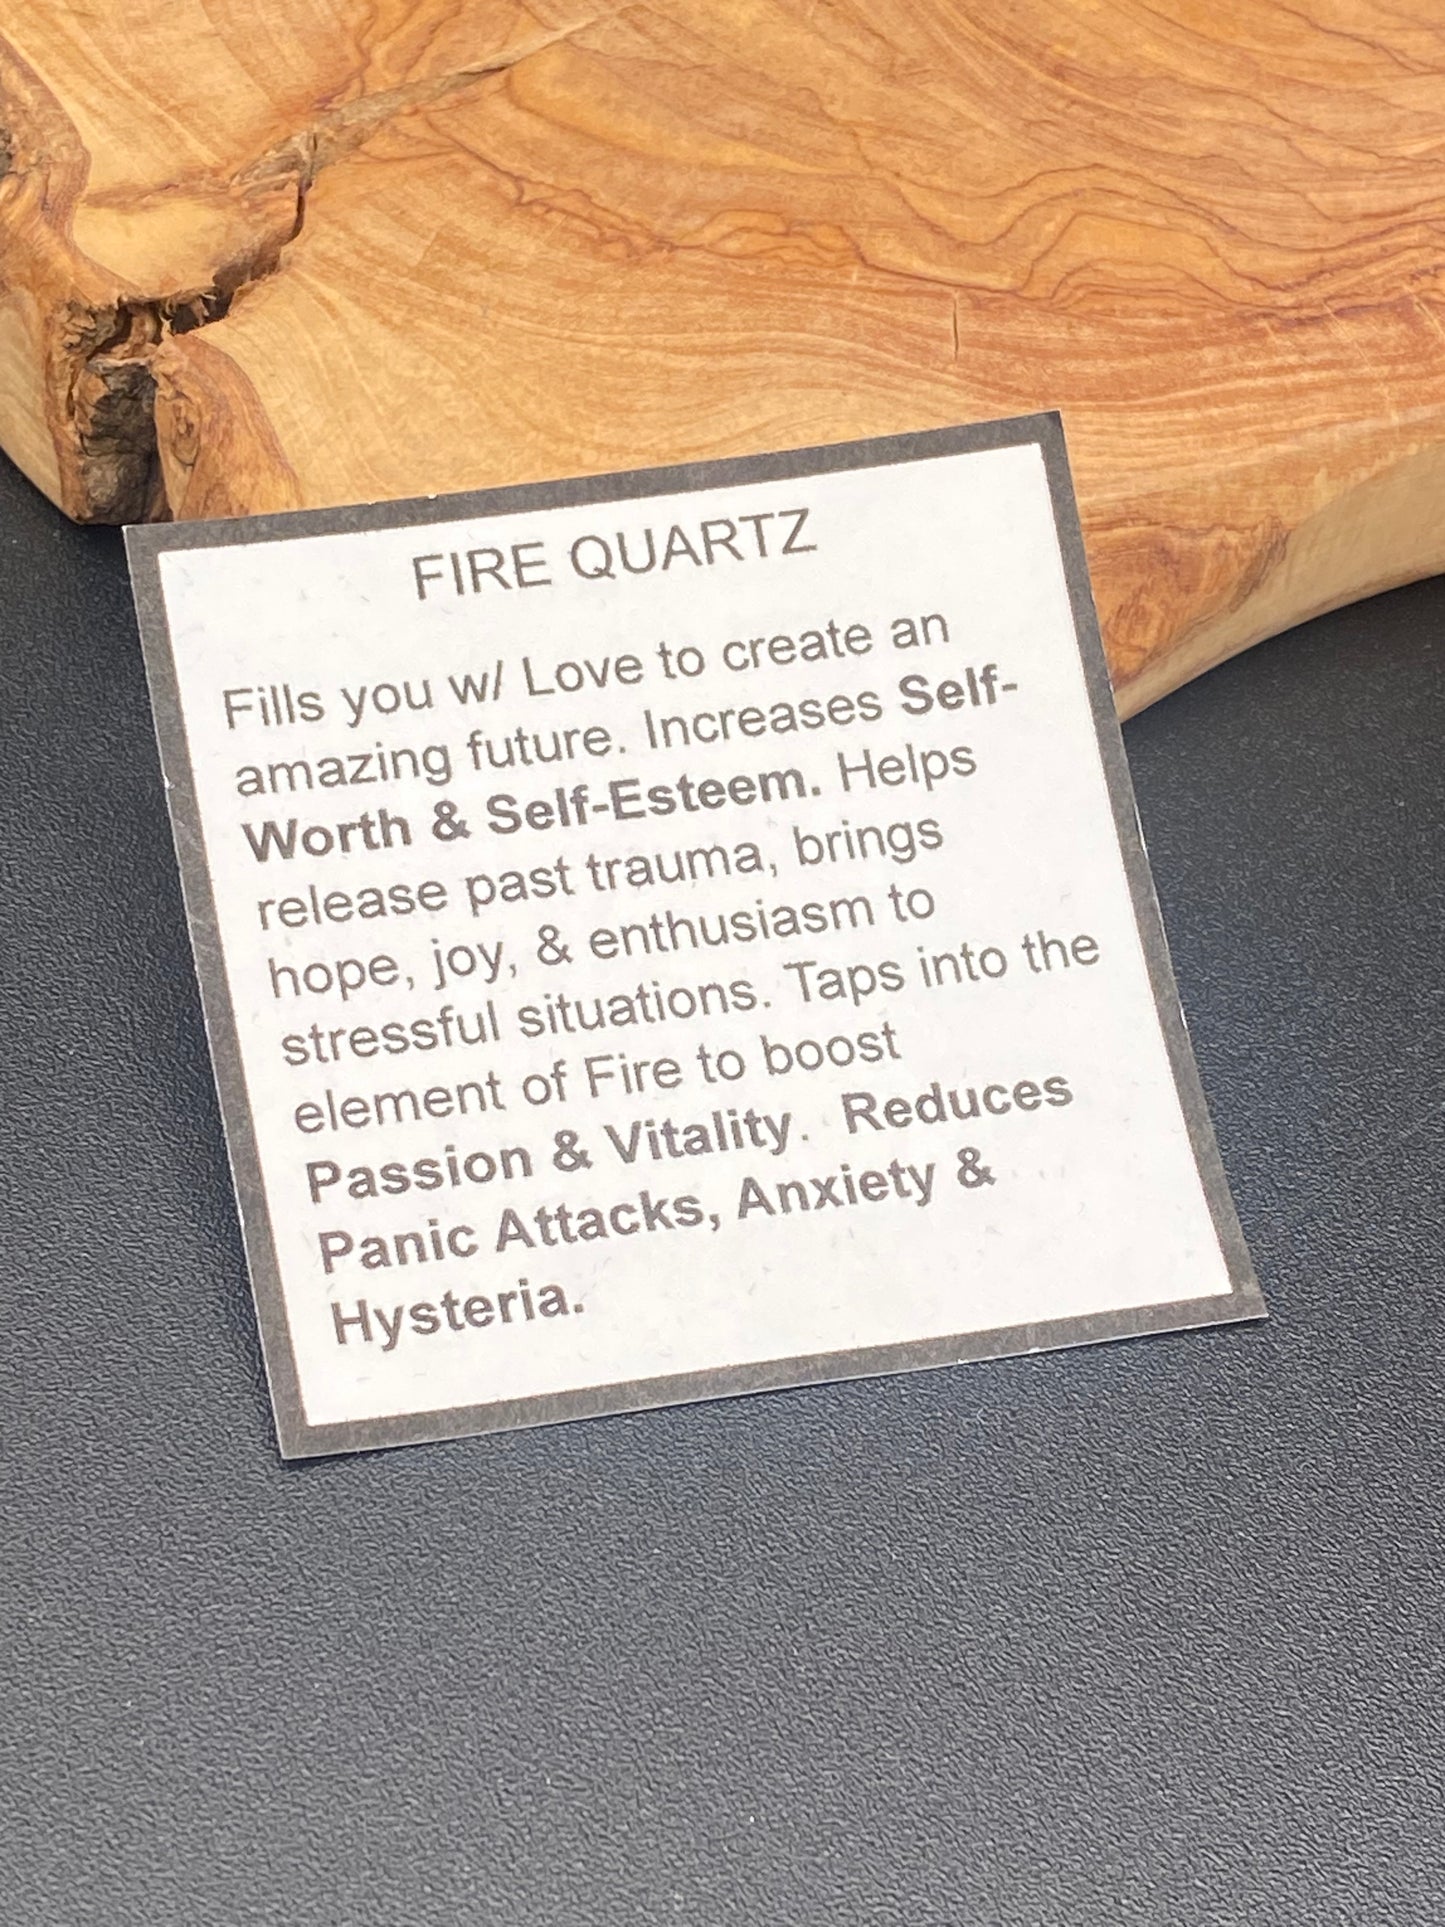 FIRE QUARTZ
Fills you w/ Love to create an
amazing future. Increases Self-
Worth & Self-Esteem. Helps
release past trauma, brings
hope, joy, & enthusiasm to
stressful situations. Taps into the
element of Fire to boost
Passion & Vitality. Reduces
Panic Attacks, Anxiety &
Hysteria.